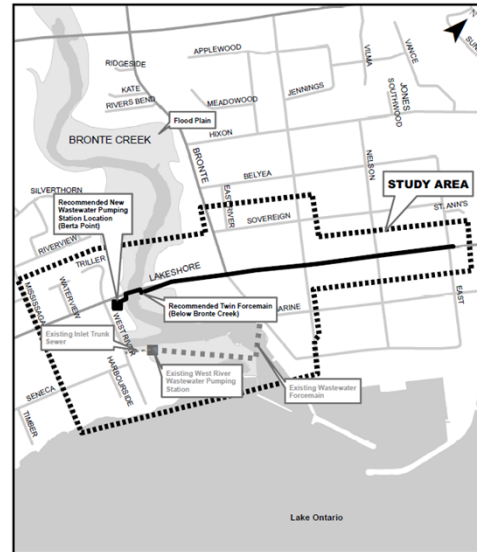 N
APPLEWOOD
RIDGESIDE
KATE
RIVERS BEND
MEADOWOOD
JENNINGS
VILMA
VANCE
JONES
SOUTHWOOD
Flood Plain
HIXON
BRONTE CREEK
BRONTE
BELYEA
NELSON
EAST RIVER
STUDY AREA
SILVERTHORN
Recommended New
Wastewater Pumping
Station Location
(Berta Point)
SOVEREIGN
ST. ANN'S
RIVERVIEW
TRILLER
LAKESHORE
WATERVIEW
MISSISSAGA
Recommended Twin Forcemain
(Below Bronte Creek)
ARINE
EAST
WEST RIVER
Existing Inlet Trunk
Sewer
HARBOURSIDE
Existing West River
Wastewater Pumping
Station
Existing Wastewater
Forcemain
SENECA
TIMBER
Lake Ontario